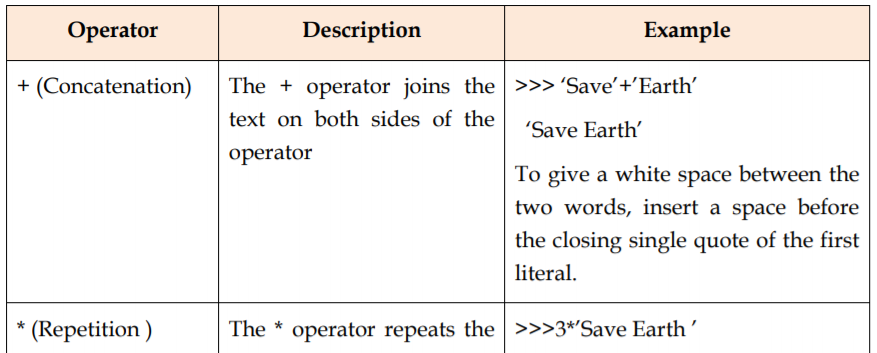 Operator Description Example
+ (Concatenation) The + operator joins the >>> ‘Save’+’Earth’
text on both sides of the ‘Save Earth’
operator
To give a white space between the
two words, insert a space before
the closing single quote of the first
literal.
* (Repetition ) The * operator repeats the >>>3*’Save Earth ’